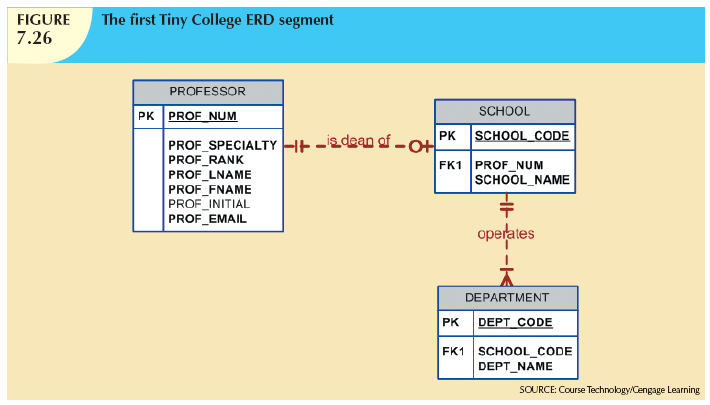 FIGURE
7.26
The first Tiny College ERD segment
PROFESSOR
PK PROF_NUM
PROF_SPECIALTY
PROF_RANK
PROF_LNAME
PROF_FNAME
PROF_INITIAL
PROF_EMAIL
is dean of
SCHOOL
PK SCHOOL_CODE
FK1 PROF_NUM
SCHOOL_NAME
operates
DEPARTMENT
PK DEPT_CODE
FK1 SCHOOL_CODE
DEPT_NAME
SOURCE: Course Technology/Cengage Learning